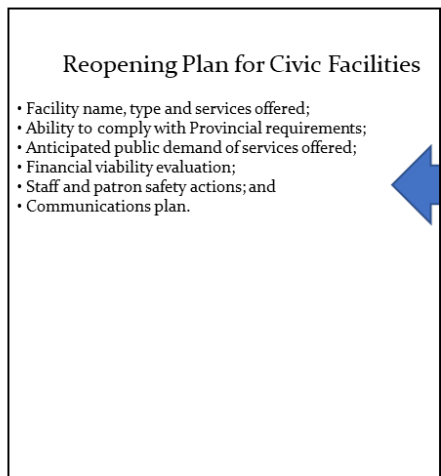 Reopening Plan for Civic Facilities
• Facility name, type and services offered;
• Ability to comply with Provincial requirements;
• Anticipated public demand of services offered;
• Financial viability evaluation;
• Staff and patron safety actions; and
• Communications plan.